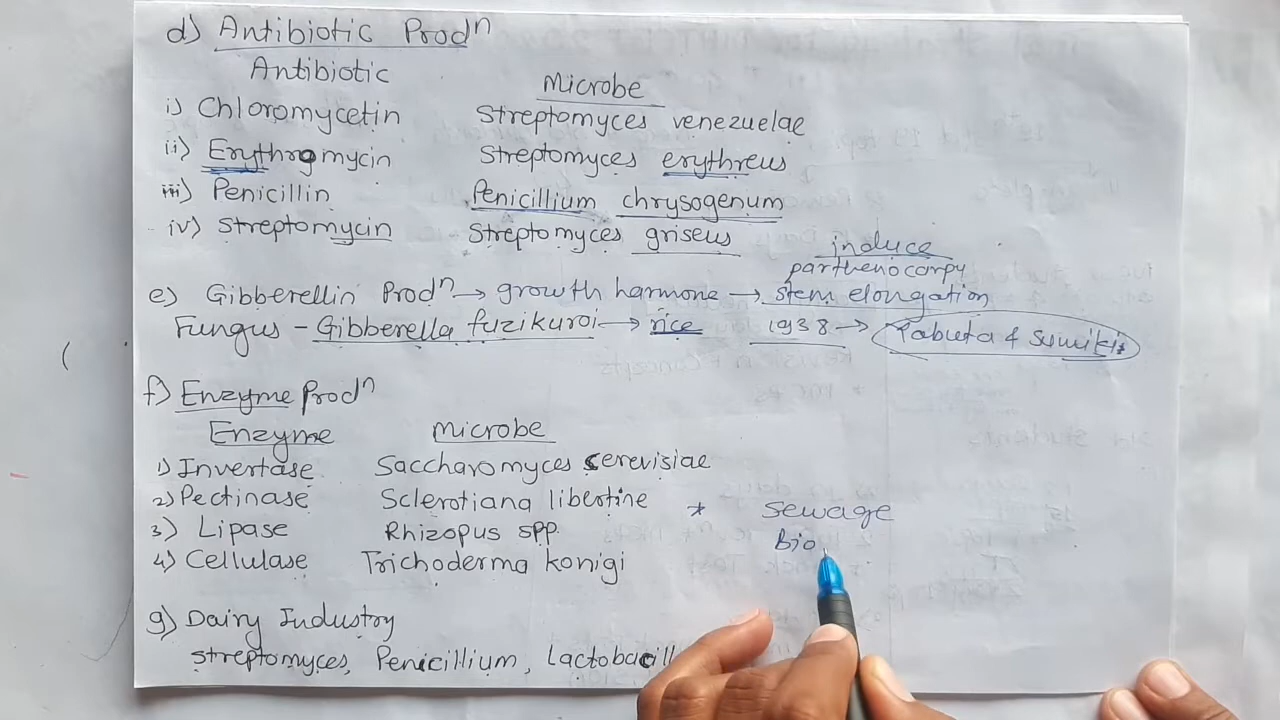 d) Antibiotic Prodⁿ
Antibiotic Microbe
i) Chloromycetin Streptomyces venezuelae
ii) Erythromycin Streptomyces erythreus
iii) Penicillin Penicillium chrysogenum
iv) Streptomycin Streptomyces griseus
induce
parthenocarpy
e) Gibberellin Prodⁿ → growth hormone → stem elongation
Fungus - Gibberella fuzikuroi → rice 1938 → Yabuta & Sumiki
f) Enzyme Prodⁿ
Enzyme Microbe
1) Invertase Saccharomyces cerevisiae
2) Pectinase Sclerotiana libertine
3) Lipase Rhizopus spp.
4) Cellulase Trichoderma konigi
* Sewage
Bio
g) Dairy Industry
Streptomyces, Penicillium, Lactobacill